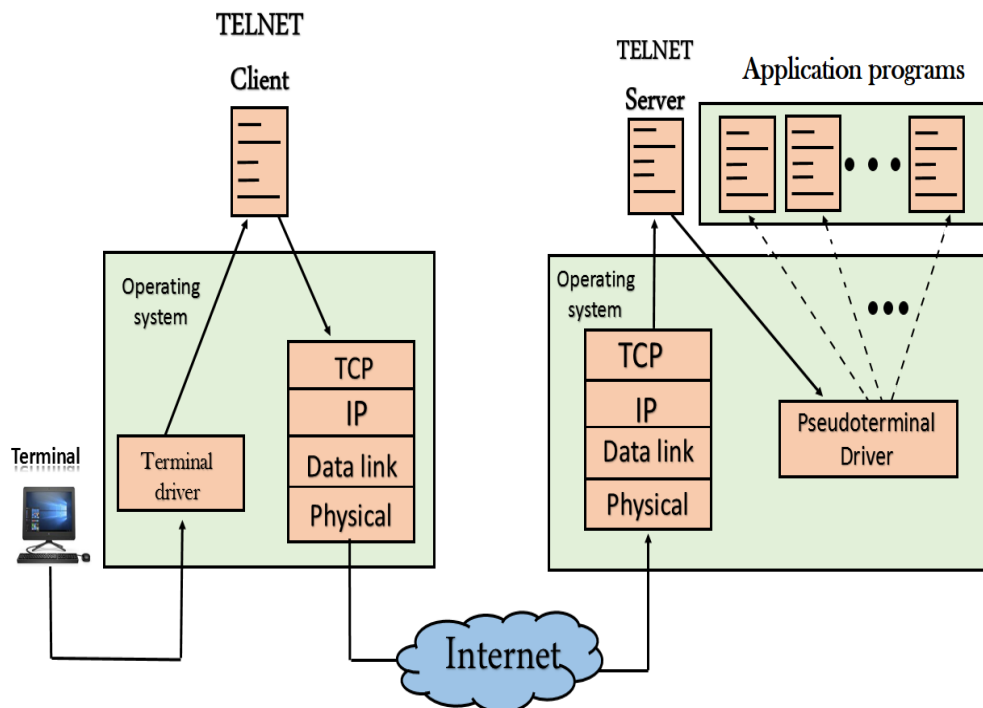 TELNET
Client
Operating
system
TCP
IP
Data link
Physical
Terminal
driver
Terminal
Internet
TELNET
Server
Application programs
Operating
system
TCP
IP
Data link
Physical
Pseudoterminal
Driver